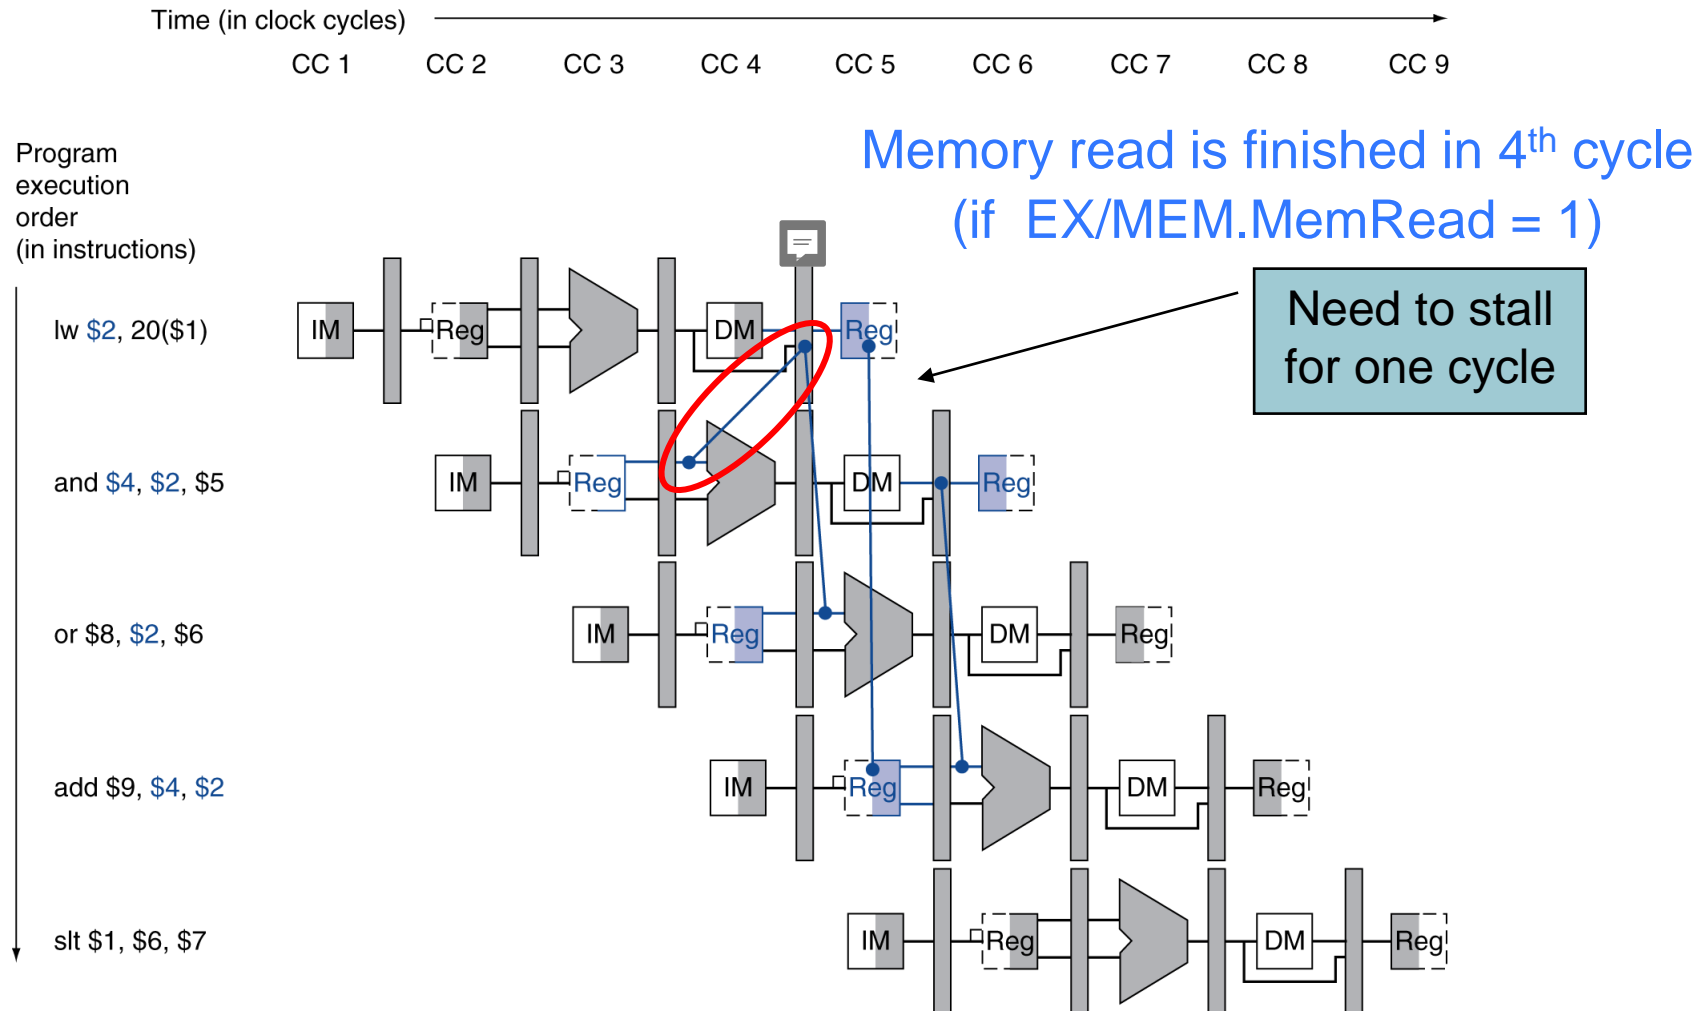 Time (in clock cycles)
CC 1 CC 2 CC 3 CC 4 CC 5 CC 6 CC 7 CC 8 CC 9
Memory read is finished in 4th cycle
(if EX/MEM.MemRead = 1)
Program
execution
order
(in instructions)
Need to stall
for one cycle
lw $2, 20($1) IM Reg DM Reg
and $4, $2, $5 IM Reg DM Reg
or $8, $2, $6 IM Reg DM Reg
add $9, $4, $2 IM Reg DM Reg
slt $1, $6, $7 IM Reg DM Reg